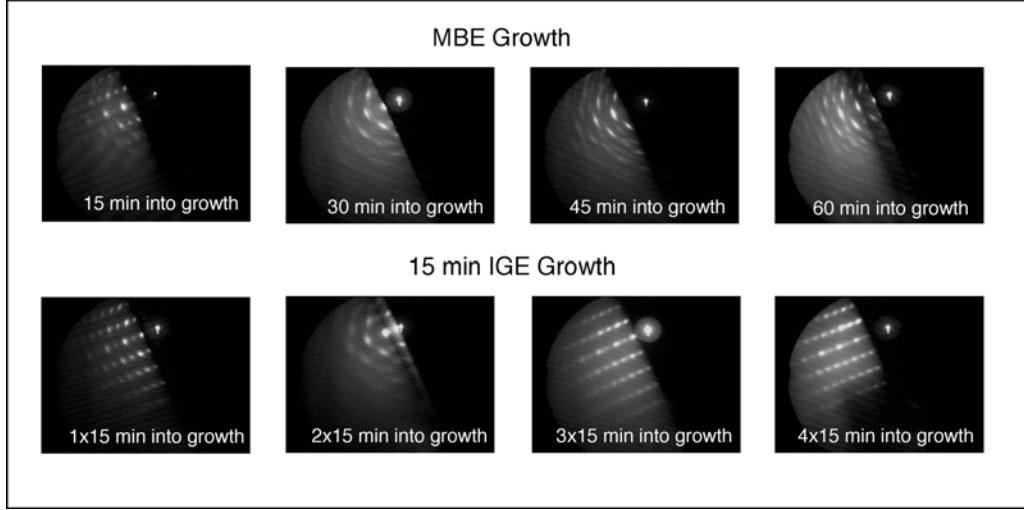 MBE Growth
15 min into growth
30 min into growth
45 min into growth
60 min into growth
15 min IGE Growth
1x15 min into growth
2x15 min into growth
3x15 min into growth
4x15 min into growth